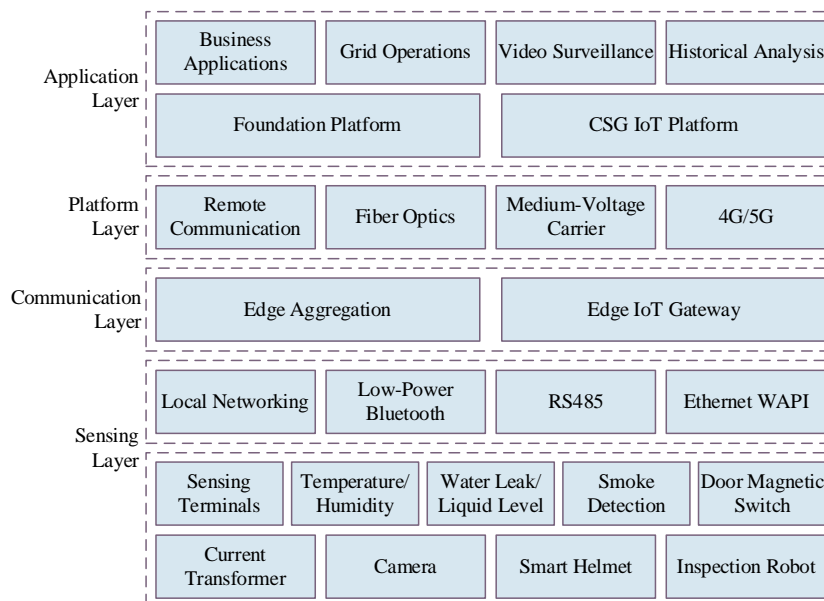 Application
Layer
Business
Applications
Grid Operations
Video Surveillance
Historical Analysis
Foundation Platform
CSG IoT Platform
Platform
Layer
Remote
Communication
Fiber Optics
Medium-Voltage
Carrier
4G/5G
Communication
Layer
Edge Aggregation
Edge IoT Gateway
Sensing
Layer
Local Networking
Low-Power
Bluetooth
RS485
Ethernet WAPI
Sensing
Terminals
Temperature/
Humidity
Water Leak/
Liquid Level
Smoke
Detection
Door Magnetic
Switch
Current
Transformer
Camera
Smart Helmet
Inspection Robot